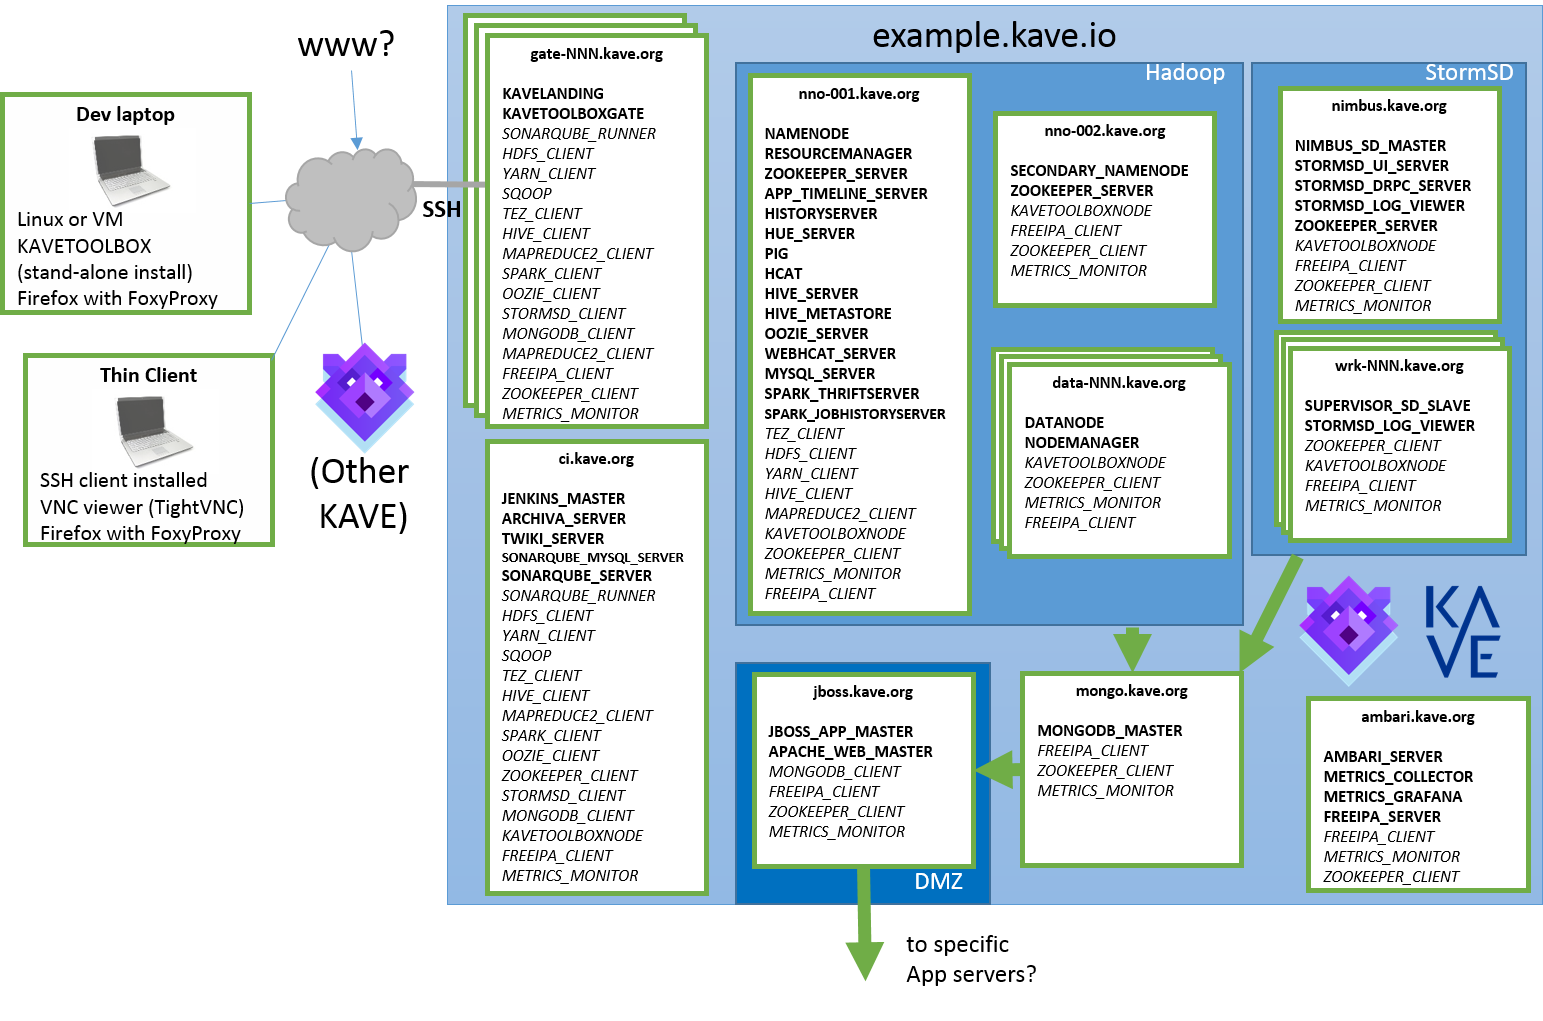 www?
Dev laptop
Linux or VM
KAVETOOLBOX
(stand-alone install)
Firefox with FoxyProxy
Thin Client
SSH client installed
VNC viewer (TightVNC)
Firefox with FoxyProxy
(Other
KAVE)
SSH
example.kave.io
gate-NNN.kave.org
KAVELANDING
KAVETOOLBOXGATE
SONARQUBE_RUNNER
HDFS_CLIENT
YARN_CLIENT
SQOOP
TEZ_CLIENT
HIVE_CLIENT
MAPREDUCE2_CLIENT
SPARK_CLIENT
OOZIE_CLIENT
STORMSD_CLIENT
MONGODB_CLIENT
MAPREDUCE2_CLIENT
FREEIPA_CLIENT
ZOOKEEPER_CLIENT
METRICS_MONITOR
ci.kave.org
JENKINS_MASTER
ARCHIVA_SERVER
TWIKI_SERVER
SONARQUBE_MYSQL_SERVER
SONARQUBE_SERVER
SONARQUBE_RUNNER
HDFS_CLIENT
YARN_CLIENT
SQOOP
TEZ_CLIENT
HIVE_CLIENT
MAPREDUCE2_CLIENT
SPARK_CLIENT
OOZIE_CLIENT
ZOOKEEPER_CLIENT
STORMSD_CLIENT
MONGODB_CLIENT
KAVETOOLBOXNODE
FREEIPA_CLIENT
METRICS_MONITOR
Hadoop
nno-001.kave.org
NAMENODE
RESOURCEMANAGER
ZOOKEEPER_SERVER
APP_TIMELINE_SERVER
HISTORYSERVER
HUE_SERVER
PIG
HCAT
HIVE_SERVER
HIVE_METASTORE
OOZIE_SERVER
WEBHCAT_SERVER
MYSQL_SERVER
SPARK_THRIFTSERVER
SPARK_JOBHISTORYSERVER
TEZ_CLIENT
HDFS_CLIENT
YARN_CLIENT
HIVE_CLIENT
MAPREDUCE2_CLIENT
KAVETOOLBOXNODE
ZOOKEEPER_CLIENT
METRICS_MONITOR
FREEIPA_CLIENT
nno-002.kave.org
SECONDARY_NAMENODE
ZOOKEEPER_SERVER
KAVETOOLBOXNODE
FREEIPA_CLIENT
ZOOKEEPER_CLIENT
METRICS_MONITOR
data-NNN.kave.org
DATANODE
NODEMANAGER
KAVETOOLBOXNODE
ZOOKEEPER_CLIENT
METRICS_MONITOR
FREEIPA_CLIENT
StormSD
nimbus.kave.org
NIMBUS_SD_MASTER
STORMSD_UI_SERVER
STORMSD_DRPC_SERVER
STORMSD_LOG_VIEWER
ZOOKEEPER_SERVER
KAVETOOLBOXNODE
FREEIPA_CLIENT
ZOOKEEPER_CLIENT
METRICS_MONITOR
wrk-NNN.kave.org
SUPERVISOR_SD_SLAVE
STORMSD_LOG_VIEWER
ZOOKEEPER_CLIENT
KAVETOOLBOXNODE
FREEIPA_CLIENT
METRICS_MONITOR
KA
VE
jboss.kave.org
JBOSS_APP_MASTER
APACHE_WEB_MASTER
MONGODB_CLIENT
FREEIPA_CLIENT
ZOOKEEPER_CLIENT
METRICS_MONITOR
DMZ
mongo.kave.org
MONGODB_MASTER
FREEIPA_CLIENT
ZOOKEEPER_CLIENT
METRICS_MONITOR
ambari.kave.org
AMBARI_SERVER
METRICS_COLLECTOR
METRICS_GRAFANA
FREEIPA_SERVER
FREEIPA_CLIENT
METRICS_MONITOR
ZOOKEEPER_CLIENT
to specific
App servers?